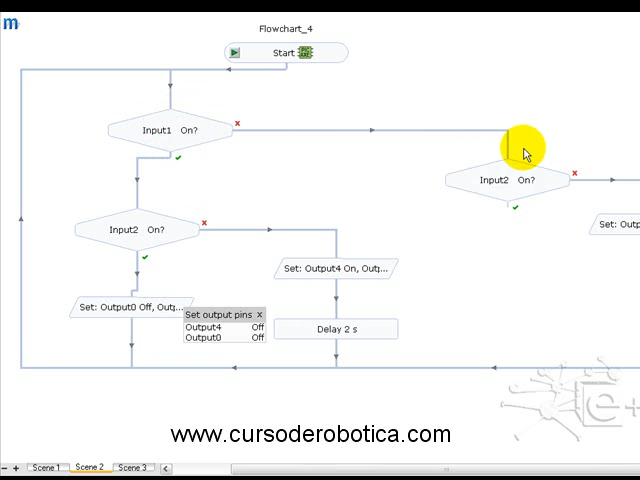 m
Flowchart_4
Start
Input1 On?
Input2 On?
Input2 On?
Set: Outp
Set: Output4 On, Outp...
Set: Output0 Off, Outp...
Set output pins x
Output4 Off
Output0 Off
Delay 2 s
e+
www.cursoderobotica.com
− + Scene 1 Scene 2 Scene 3